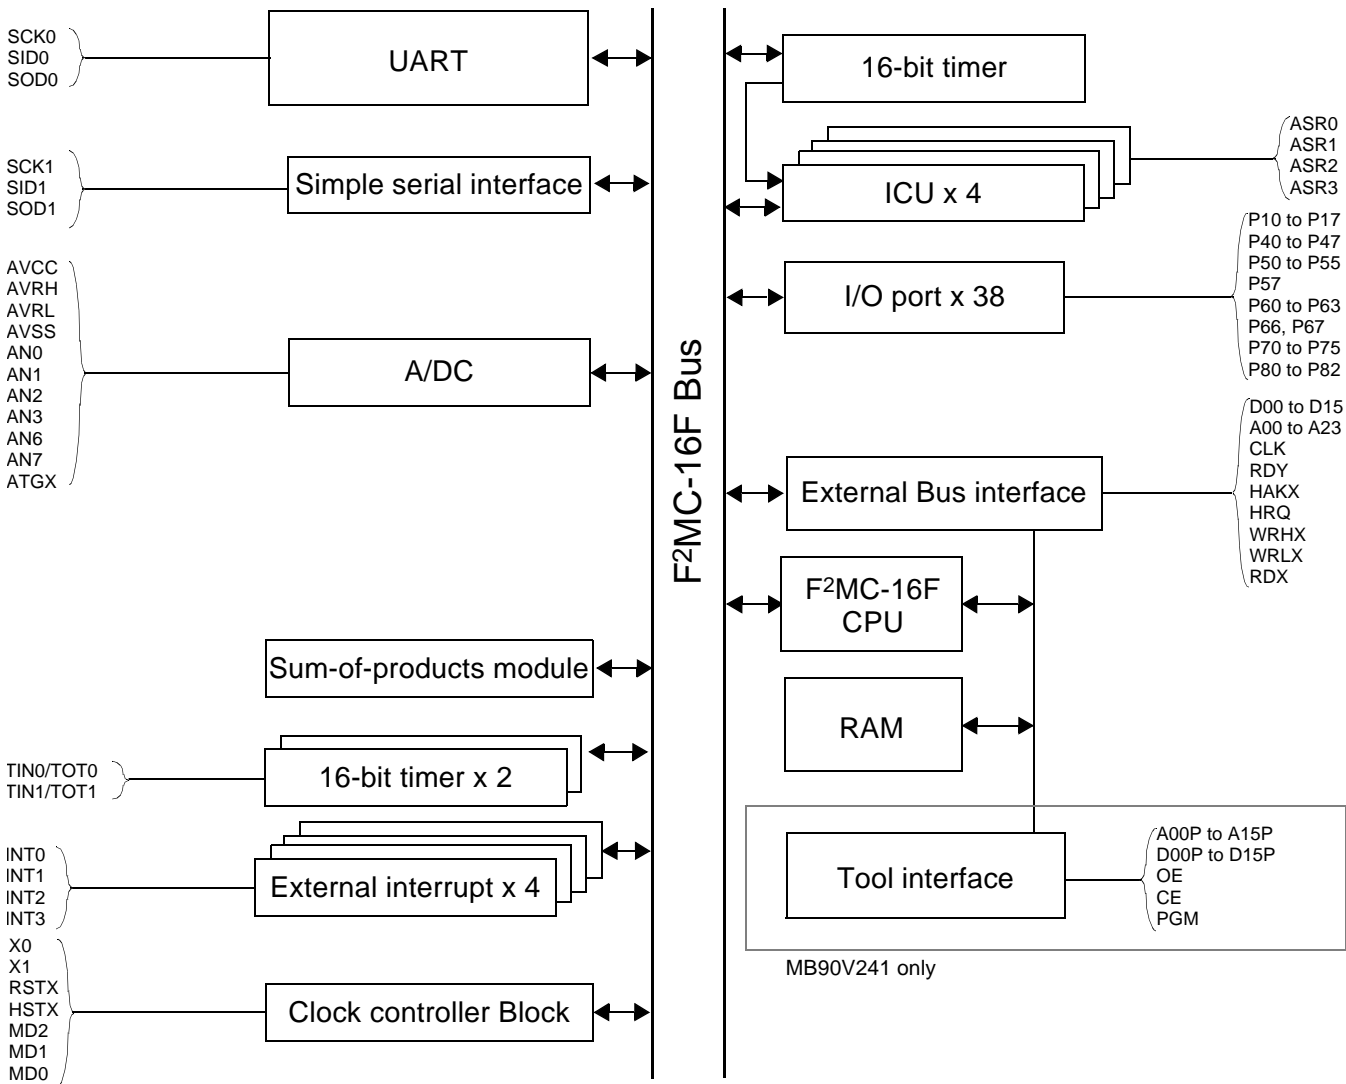 SCK0
SID0
SOD0
UART
SCK1
SID1
SOD1
Simple serial interface
AVCC
AVRH
AVRL
AVSS
AN0
AN1
AN2
AN3
AN6
AN7
ATGX
A/DC
Sum-of-products module
TIN0/TOT0
TIN1/TOT1
16-bit timer x 2
INT0
INT1
INT2
INT3
External interrupt x 4
X0
X1
RSTX
HSTX
MD2
MD1
MD0
Clock controller Block
F²MC-16F Bus
16-bit timer
ICU x 4
ASR0
ASR1
ASR2
ASR3
I/O port x 38
P10 to P17
P40 to P47
P50 to P55
P57
P60 to P63
P66, P67
P70 to P75
P80 to P82
External Bus interface
D00 to D15
A00 to A23
CLK
RDY
HAKX
HRQ
WRHX
WRLX
RDX
F²MC-16F
CPU
RAM
Tool interface
A00P to A15P
D00P to D15P
OE
CE
PGM
MB90V241 only